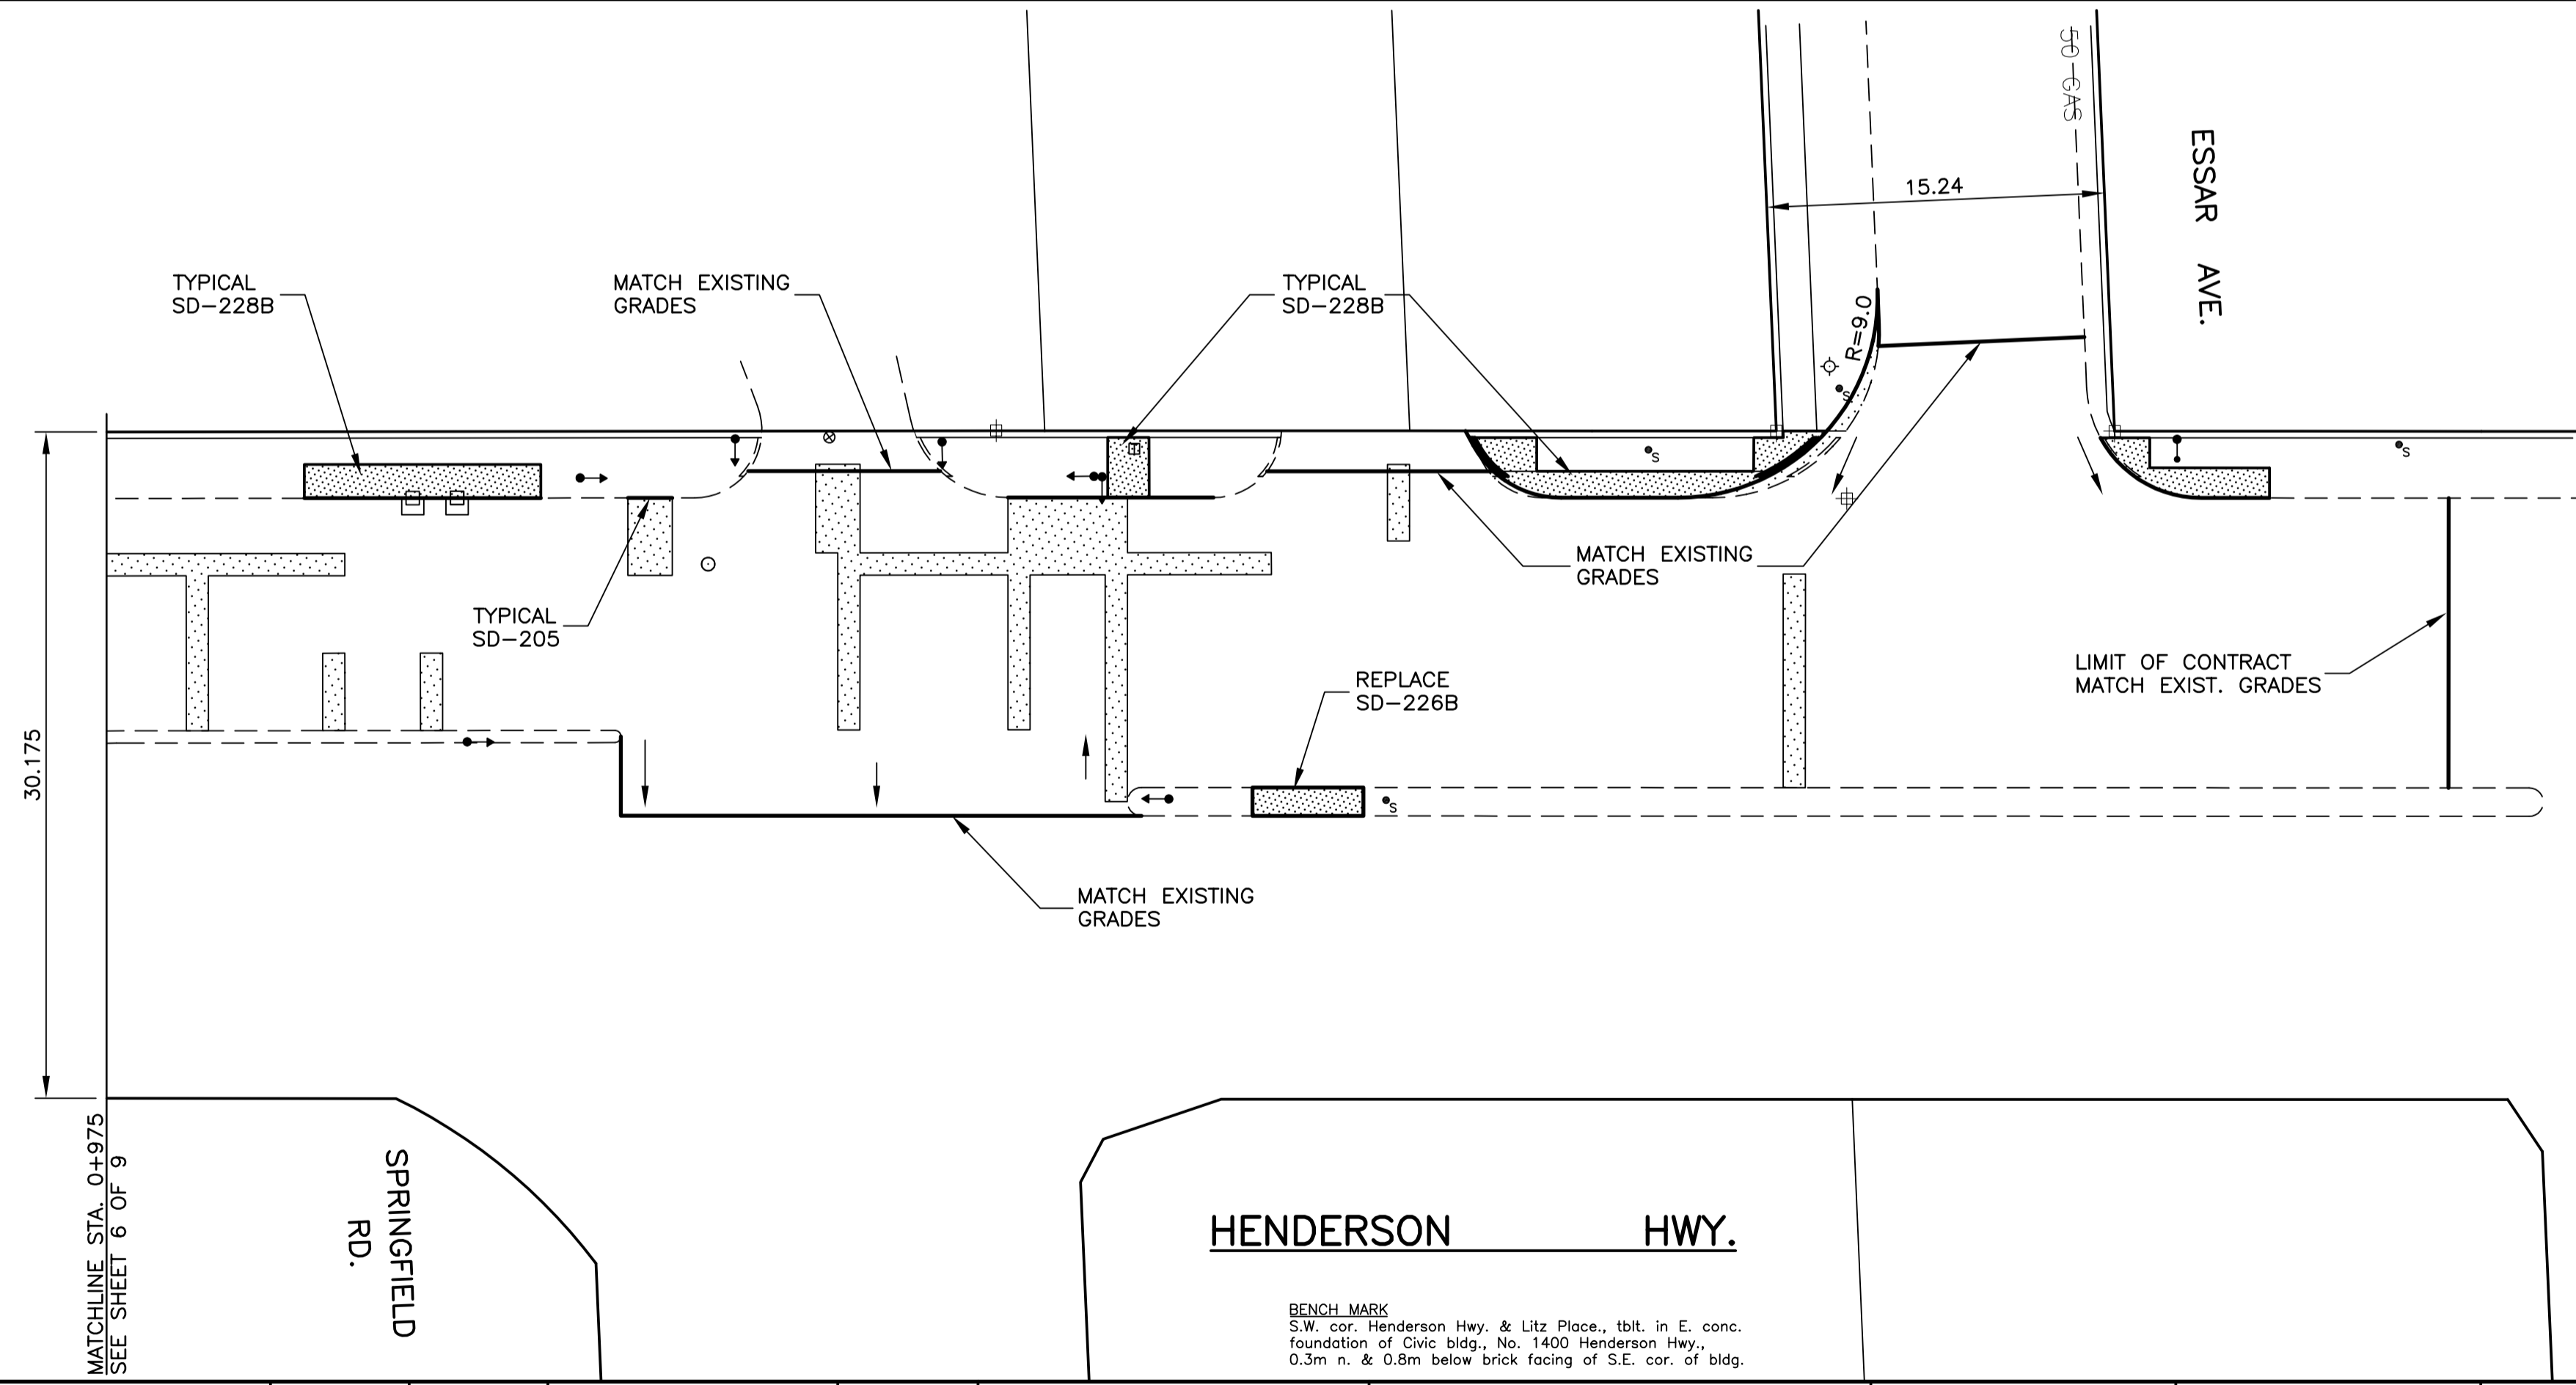 50 GAS
ESSAR AVE.
15.24
R=9.0
TYPICAL
SD-228B
MATCH EXISTING
GRADES
TYPICAL
SD-228B
S
S
S
T
MATCH EXISTING
GRADES
TYPICAL
SD-205
REPLACE
SD-226B
S
LIMIT OF CONTRACT
MATCH EXIST. GRADES
30.175
MATCH EXISTING
GRADES
MATCHLINE STA. 0+975
SEE SHEET 6 OF 9
SPRINGFIELD
RD.
HENDERSON HWY.
BENCH MARK
S.W. cor. Henderson Hwy. & Litz Place., tblt. in E. conc.
foundation of Civic bldg., No. 1400 Henderson Hwy.,
0.3m n. & 0.8m below brick facing of S.E. cor. of bldg.